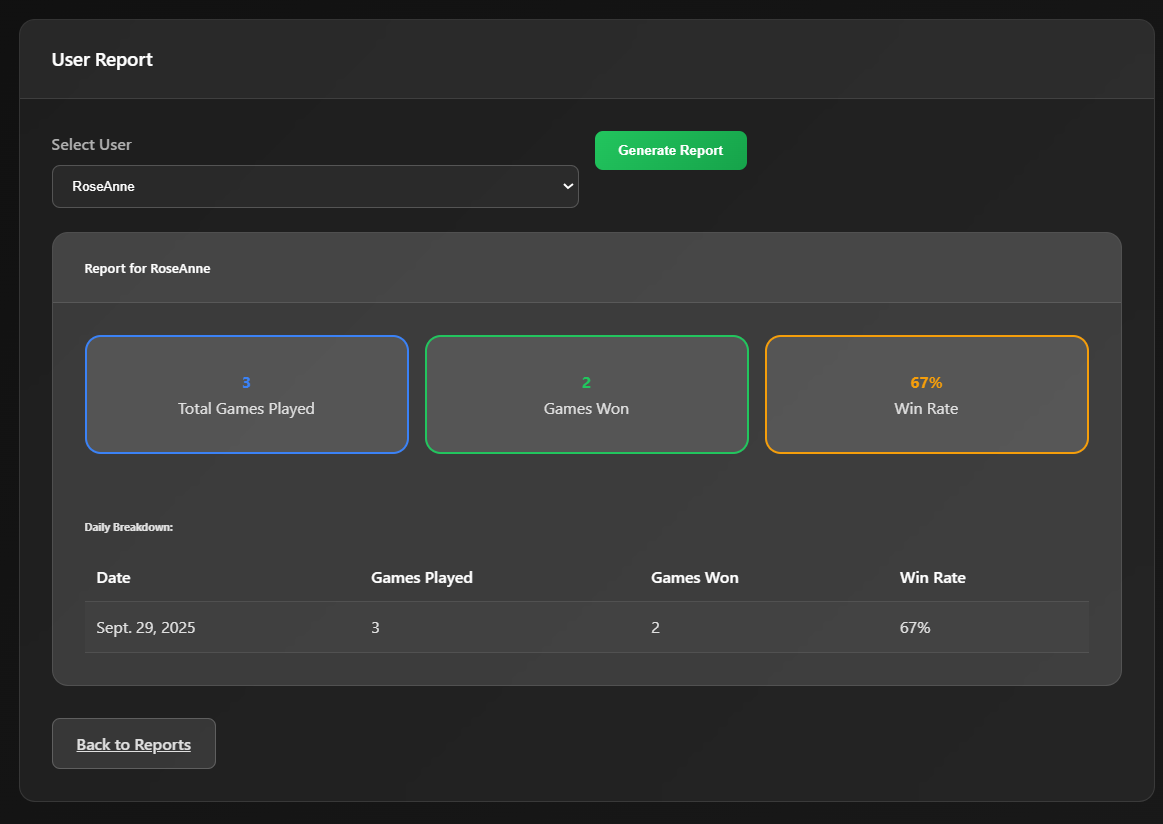 User Report
Select User
Generate Report
RoseAnne
Report for RoseAnne
3
Total Games Played
2
Games Won
67%
Win Rate
Daily Breakdown:
Date Games Played Games Won Win Rate
Sept. 29, 2025 3 2 67%
Back to Reports